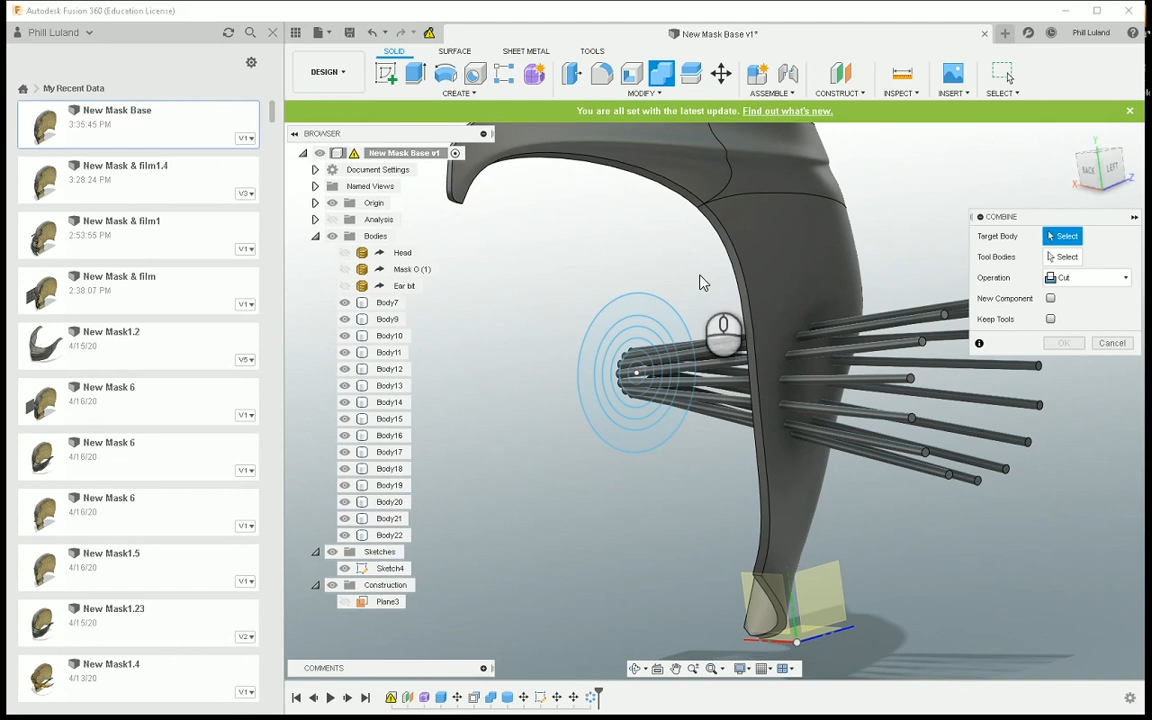 Autodesk Fusion 360 (Education License)
Phill Luland
New Mask Base v1*
Phill Luland
My Recent Data
New Mask Base
3:35:45 PM
V1
New Mask & film1.4
3:28:24 PM
V3
New Mask & film1
2:53:55 PM
V1
New Mask & film
2:38:07 PM
V1
New Mask1.2
4/15/20
V5
New Mask 6
4/16/20
V1
New Mask 6
4/16/20
V1
New Mask 6
4/16/20
V1
New Mask1.5
4/16/20
V1
New Mask1.23
4/15/20
V2
New Mask1.4
4/13/20
V1
SOLID
SURFACE
SHEET METAL
TOOLS
DESIGN
CREATE
MODIFY
ASSEMBLE
CONSTRUCT
INSPECT
INSERT
SELECT
You are all set with the latest update. Find out what's new.
BROWSER
New Mask Base v1
Document Settings
Named Views
Origin
Analysis
Bodies
Head
Mask O (1)
Ear bit
Body7
Body9
Body10
Body11
Body12
Body13
Body14
Body15
Body16
Body17
Body18
Body19
Body20
Body21
Body22
Sketches
Sketch4
Construction
Plane3
COMMENTS
Y
BACK
LEFT
X
Z
COMBINE
Target Body
Select
Tool Bodies
Select
Operation
Cut
New Component
Keep Tools
OK
Cancel